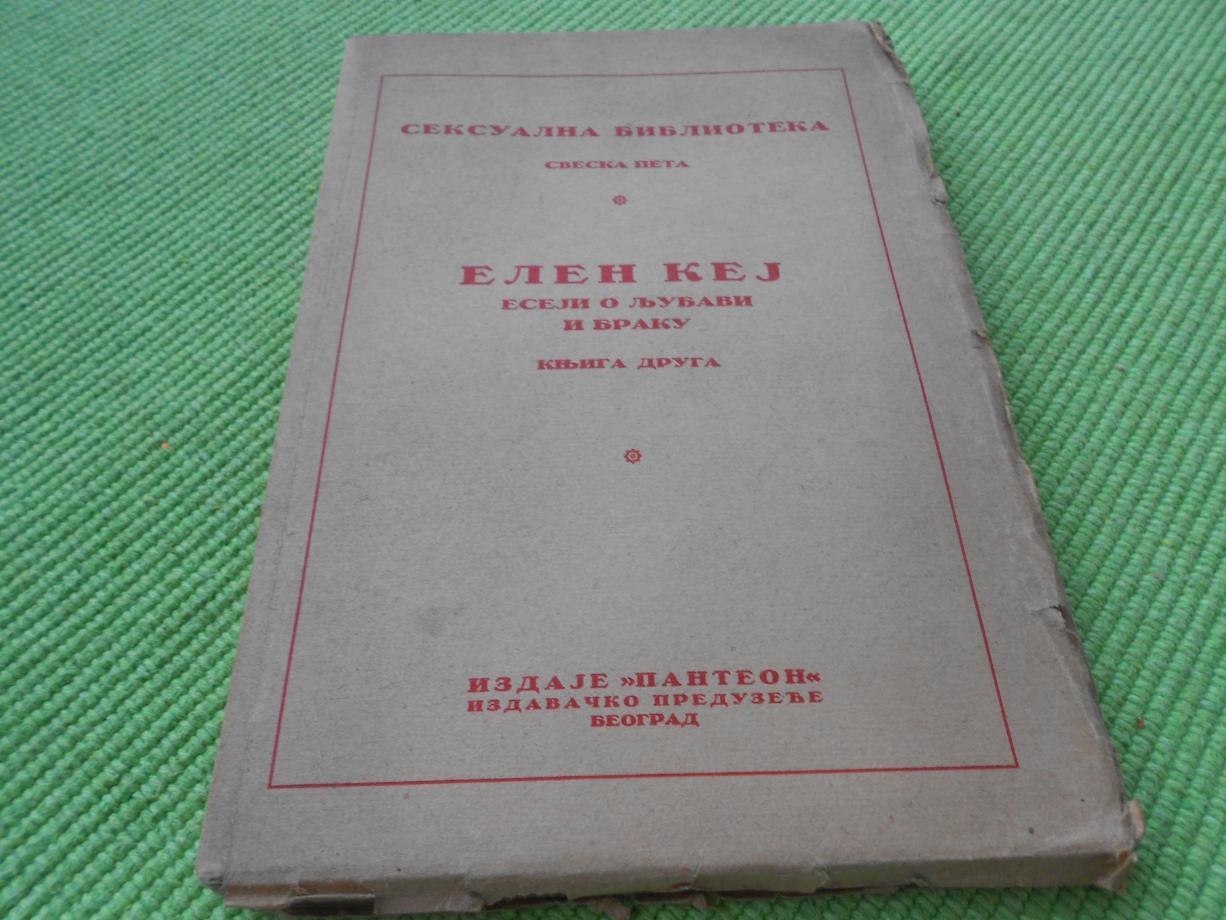 СЕКСУАЛНА БИБЛИОТЕКА
СВЕСКА ПЕТА
ЕЛЕН КЕЈ
ЕСЕЈИ О ЉУБАВИ
И БРАКУ
КЊИГА ДРУГА
ИЗДАЈЕ »ПАНТЕОН«
ИЗДАВАЧКО ПРЕДУЗЕЋЕ
БЕОГРАД